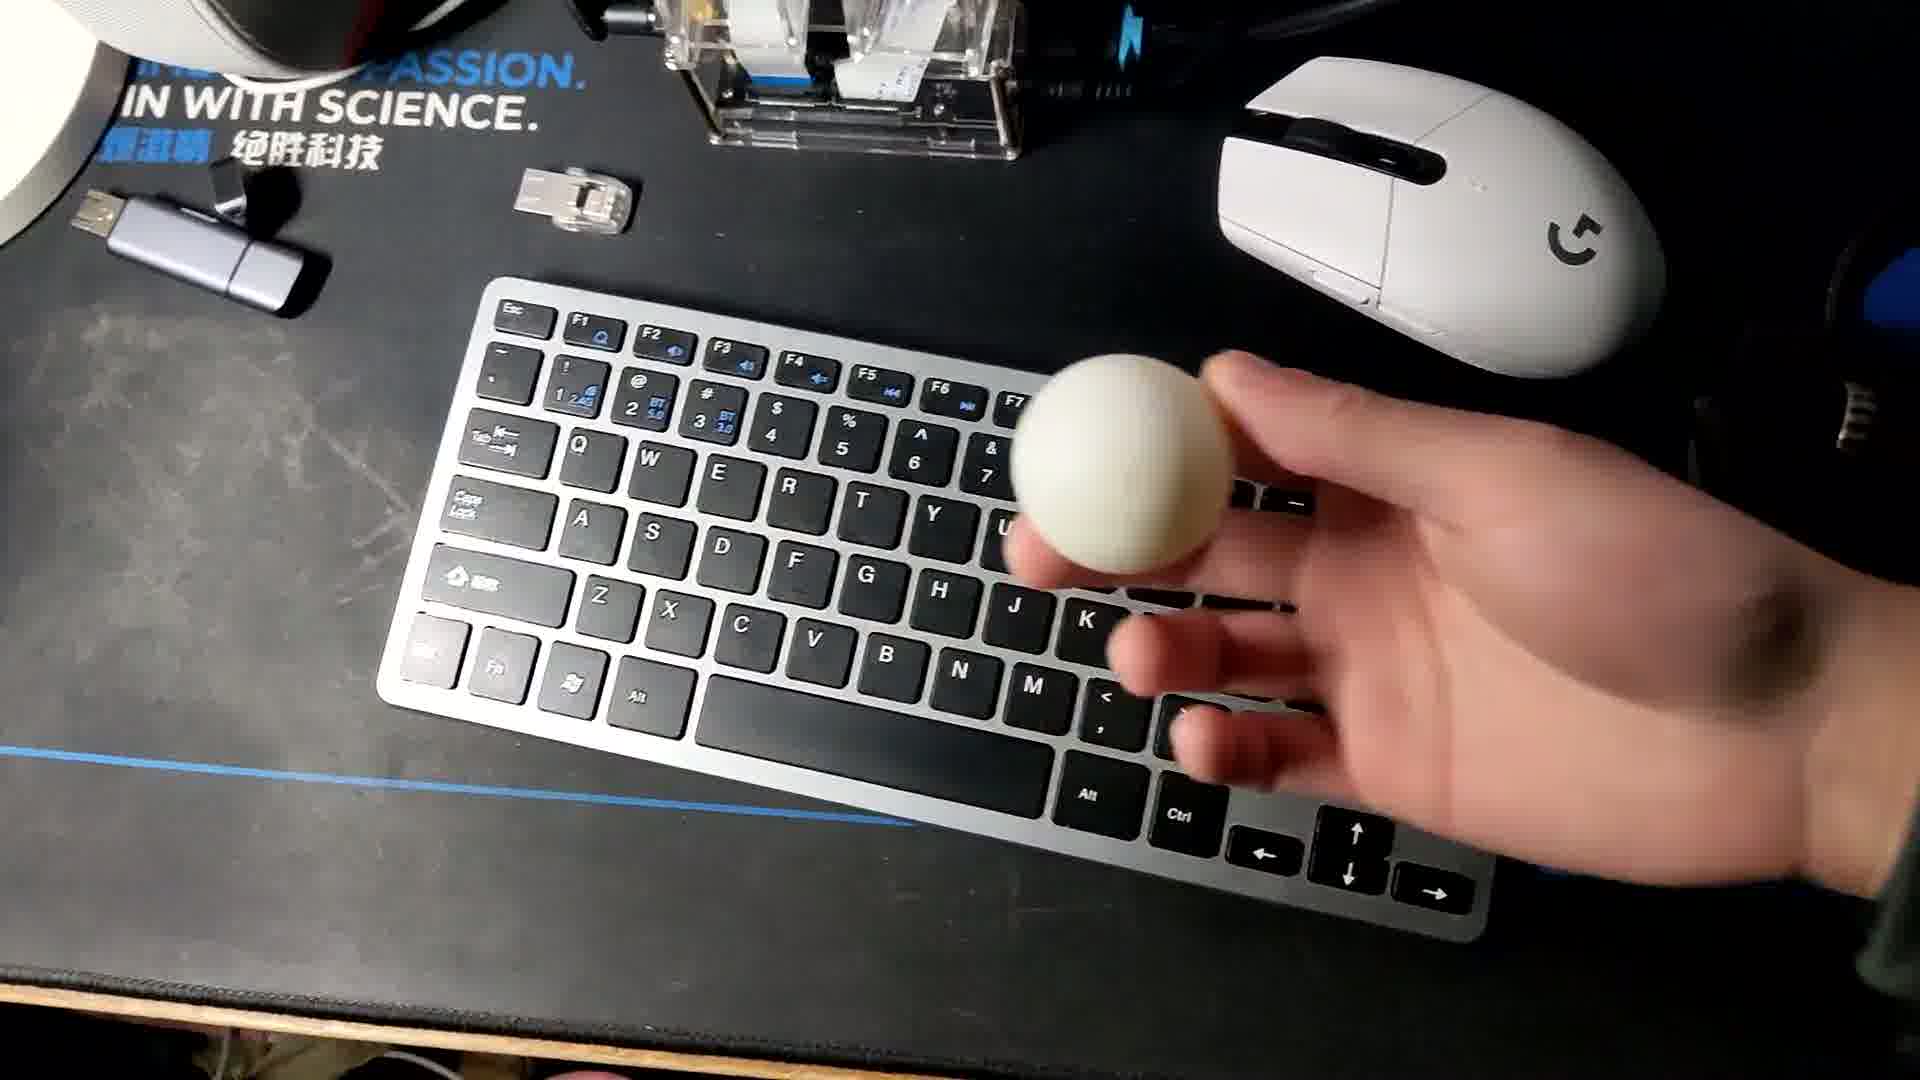 PASSION.
IN WITH SCIENCE.
绝胜科技
Esc F1 F2 F3 F4 F5 F6 F7
~ ! @ # $ % ^ &
1 2 3 4 5 6 7
2.4G BT 5.0 BT 3.0
Tab Q W E R T Y U
Caps Lock A S D F G H J K
Z X C V B N M < ,
Fn Alt Alt Ctrl ← ↑ ↓ →